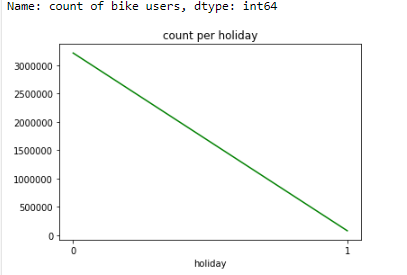 Name: count of bike users, dtype: int64
count per holiday
3000000
2500000
2000000
1500000
1000000
500000
0
0 1
holiday